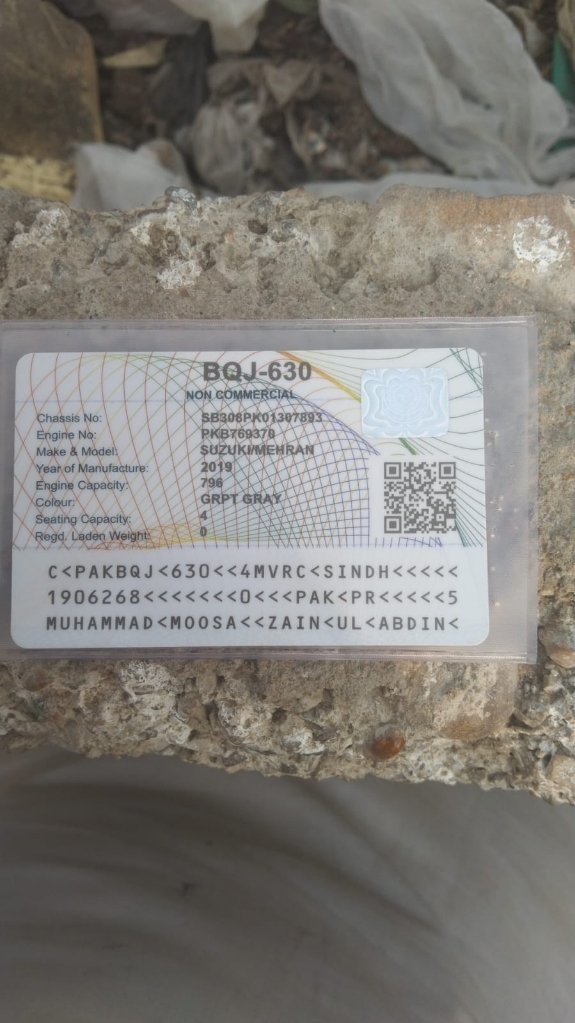 BQJ-630
NON COMMERCIAL
Chassis No: SB308PK01307893
Engine No: PKB769370
Make & Model: SUZUKI/MEHRAN
Year of Manufacture: 2019
Engine Capacity: 796
Colour: GRPT GRAY
Seating Capacity: 4
Regd. Laden Weight: 0
C<PAKBQJ<630<<4MVRC<SINDH<<<<<
1906268<<<<<<<0<<<PAK<PR<<<<<5
MUHAMMAD<MOOSA<<ZAIN<UL<ABDIN<